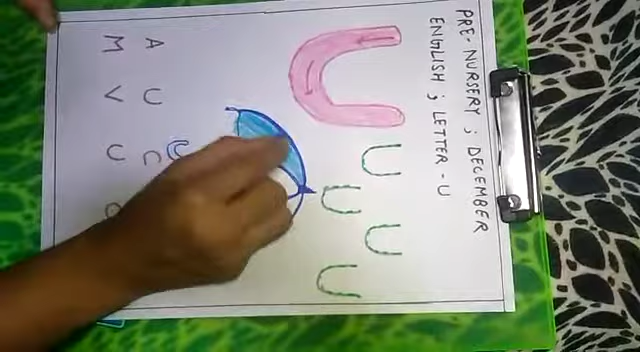 PRE-NURSERY ; DECEMBER
ENGLISH ; LETTER - U
U
U U U U
A U U
M V U